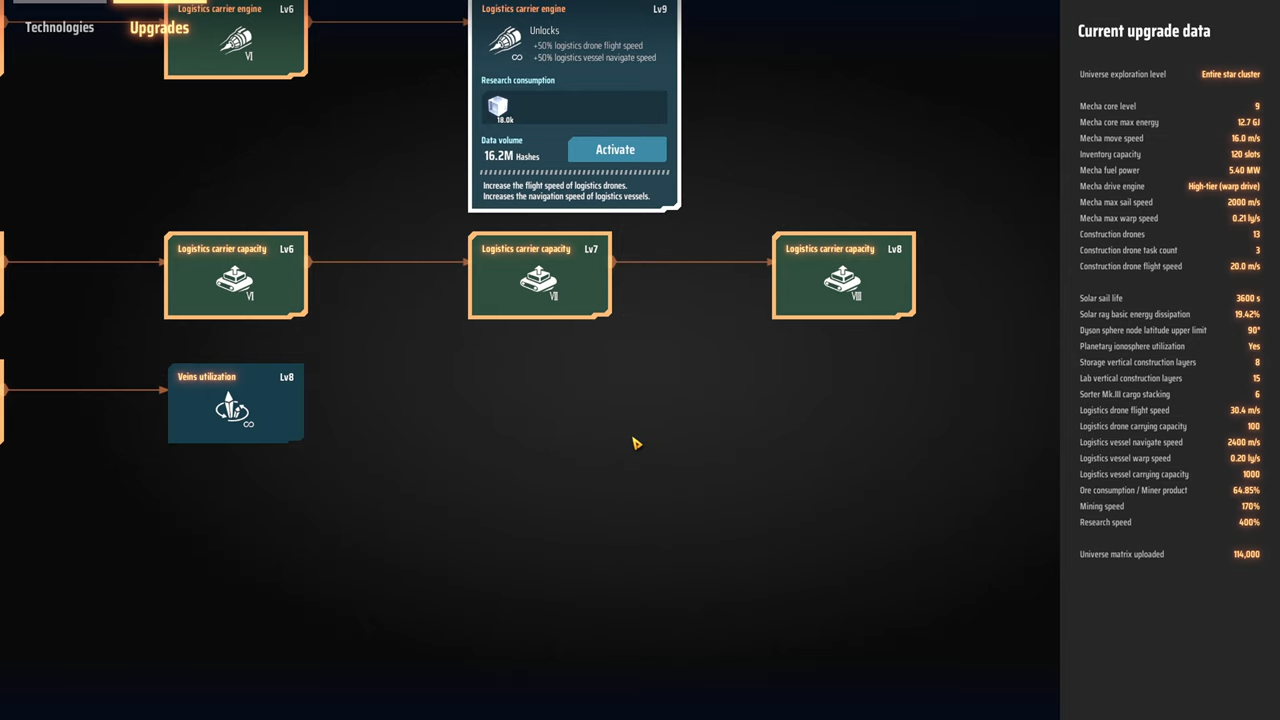 Technologies
Upgrades
Logistics carrier engine Lv6
VI
Logistics carrier engine Lv9
Unlocks
+50% logistics drone flight speed
+50% logistics vessel navigate speed
∞
Research consumption
18.0k
Data volume
16.2M Hashes
Activate
Increase the flight speed of logistics drones.
Increases the navigation speed of logistics vessels.
Logistics carrier capacity Lv6
VI
Logistics carrier capacity Lv7
VII
Logistics carrier capacity Lv8
VIII
Veins utilization Lv8
∞
Current upgrade data
Universe exploration level Entire star cluster
Mecha core level 9
Mecha core max energy 12.7 GJ
Mecha move speed 16.0 m/s
Inventory capacity 120 slots
Mecha fuel power 5.40 MW
Mecha drive engine High-tier (warp drive)
Mecha max sail speed 2000 m/s
Mecha max warp speed 0.21 ly/s
Construction drones 13
Construction drone task count 3
Construction drone flight speed 20.0 m/s
Solar sail life 3600 s
Solar ray basic energy dissipation 19.42%
Dyson sphere node latitude upper limit 90°
Planetary ionosphere utilization Yes
Storage vertical construction layers 8
Lab vertical construction layers 15
Sorter Mk.III cargo stacking 6
Logistics drone flight speed 30.4 m/s
Logistics drone carrying capacity 100
Logistics vessel navigate speed 2400 m/s
Logistics vessel warp speed 0.20 ly/s
Logistics vessel carrying capacity 1000
Ore consumption / Miner product 64.85%
Mining speed 170%
Research speed 400%
Universe matrix uploaded 114,000